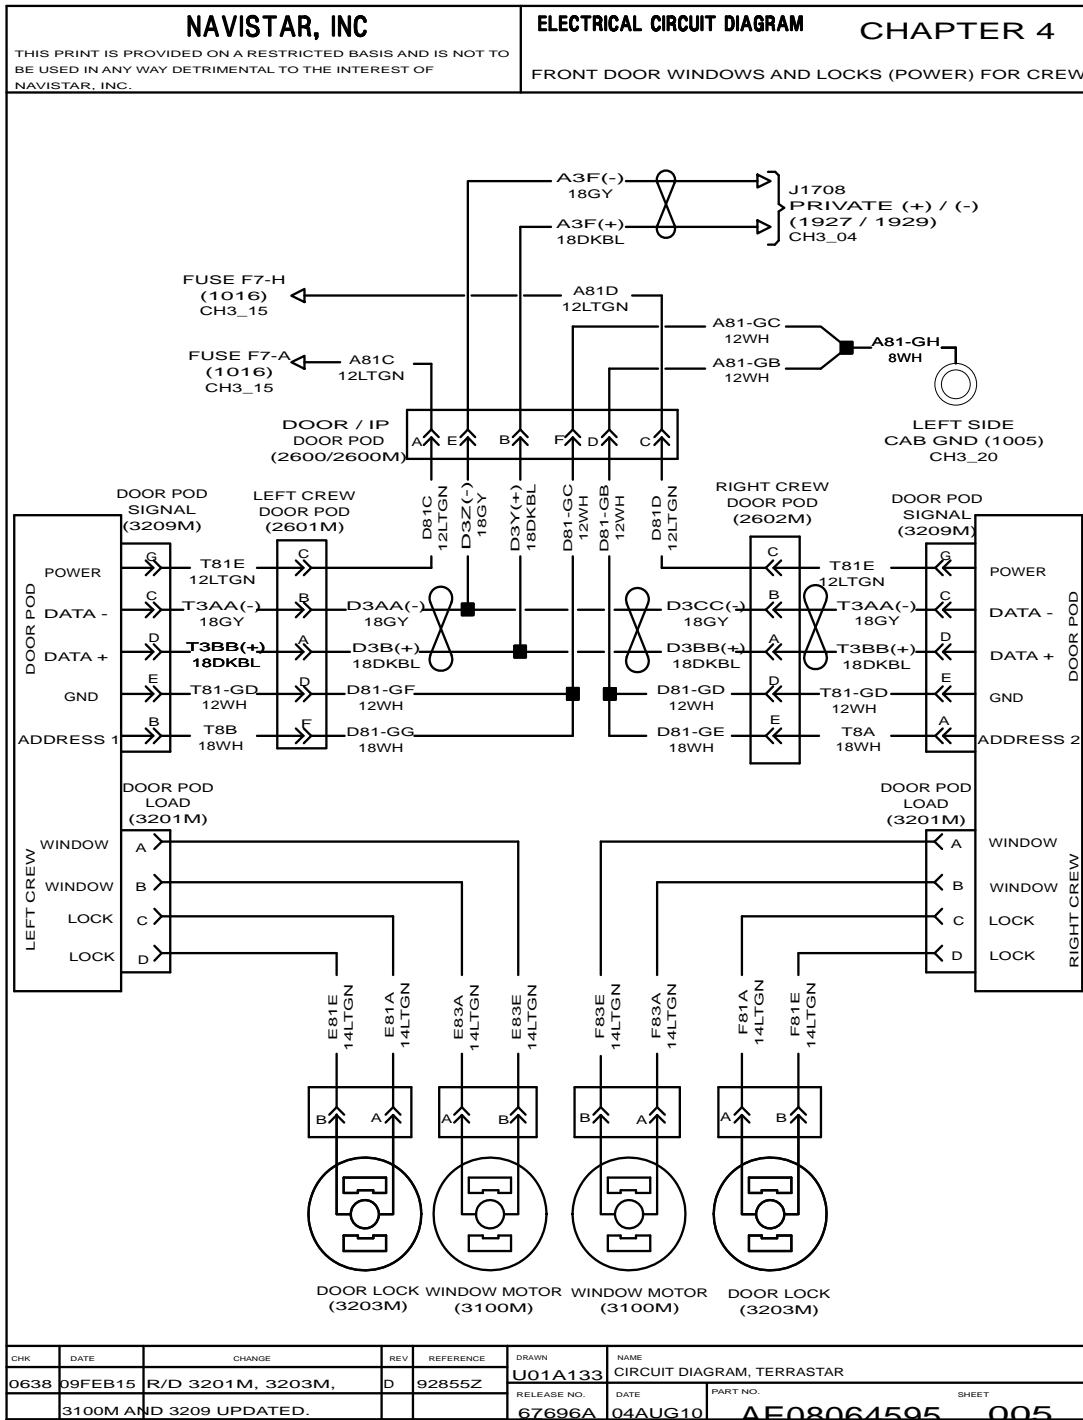 NAVISTAR, INC
THIS PRINT IS PROVIDED ON A RESTRICTED BASIS AND IS NOT TO
BE USED IN ANY WAY DETRIMENTAL TO THE INTEREST OF
NAVISTAR, INC.
ELECTRICAL CIRCUIT DIAGRAM
CHAPTER 4
FRONT DOOR WINDOWS AND LOCKS (POWER) FOR CREW
A3F(-)
18GY
J1708
PRIVATE (+) / (-)
(1927 / 1929)
CH3_04
A3F(+)
18DKBL
FUSE F7-H
(1016)
CH3_15
A81D
12LTGN
A81-GC
12WH
A81-GH
8WH
FUSE F7-A
(1016)
CH3_15
A81C
12LTGN
A81-GB
12WH
LEFT SIDE
CAB GND (1005)
CH3_20
DOOR / IP
DOOR POD
(2600/2600M)
A
E
B
F
D
C
D81C
12LTGN
D3Z(-)
18GY
D3Y(+)
18DKBL
D81-GC
12WH
D81-GB
12WH
D81D
12LTGN
DOOR POD
SIGNAL
(3209M)
LEFT CREW
DOOR POD
(2601M)
RIGHT CREW
DOOR POD
(2602M)
DOOR POD
SIGNAL
(3209M)
DOOR POD
POWER
G
T81E
12LTGN
C
C
T81E
12LTGN
G
POWER
DATA -
C
T3AA(-)
18GY
B
D3AA(-)
18GY
D3CC(-)
18GY
B
T3AA(-)
18GY
C
DATA -
DATA +
D
T3BB(+)
18DKBL
A
D3B(+)
18DKBL
D3BB(+)
18DKBL
A
T3BB(+)
18DKBL
D
DATA +
DOOR POD
GND
E
T81-GD
12WH
D
D81-GF
12WH
D81-GD
12WH
D
T81-GD
12WH
E
GND
ADDRESS 1
B
T8B
18WH
F
D81-GG
18WH
D81-GE
18WH
E
T8A
18WH
A
ADDRESS 2
DOOR POD
LOAD
(3201M)
DOOR POD
LOAD
(3201M)
LEFT CREW
WINDOW
A
WINDOW
B
LOCK
C
LOCK
D
A
WINDOW
B
WINDOW
C
LOCK
D
LOCK
RIGHT CREW
E81E
14LTGN
E81A
14LTGN
E83A
14LTGN
E83E
14LTGN
F83E
14LTGN
F83A
14LTGN
F81A
14LTGN
F81E
14LTGN
B
A
A
B
B
A
A
B
DOOR LOCK
(3203M)
WINDOW MOTOR
(3100M)
WINDOW MOTOR
(3100M)
DOOR LOCK
(3203M)
CHK
DATE
CHANGE
REV
REFERENCE
0638
09FEB15
R/D 3201M, 3203M,
D
92855Z
3100M AND 3209 UPDATED.
DRAWN
U01A133
NAME
CIRCUIT DIAGRAM, TERRASTAR
RELEASE NO.
67696A
DATE
04AUG10
PART NO.
AE08064595
SHEET
005